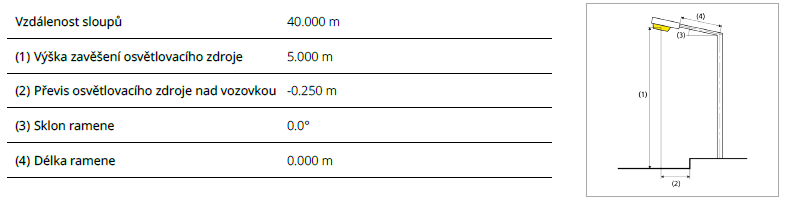 Vzdálenost sloupů 40.000 m
(1) Výška zavěšení osvětlovacího zdroje 5.000 m
(2) Převis osvětlovacího zdroje nad vozovkou -0.250 m
(3) Sklon ramene 0.0°
(4) Délka ramene 0.000 m
(4)
(3)
(1)
(2)